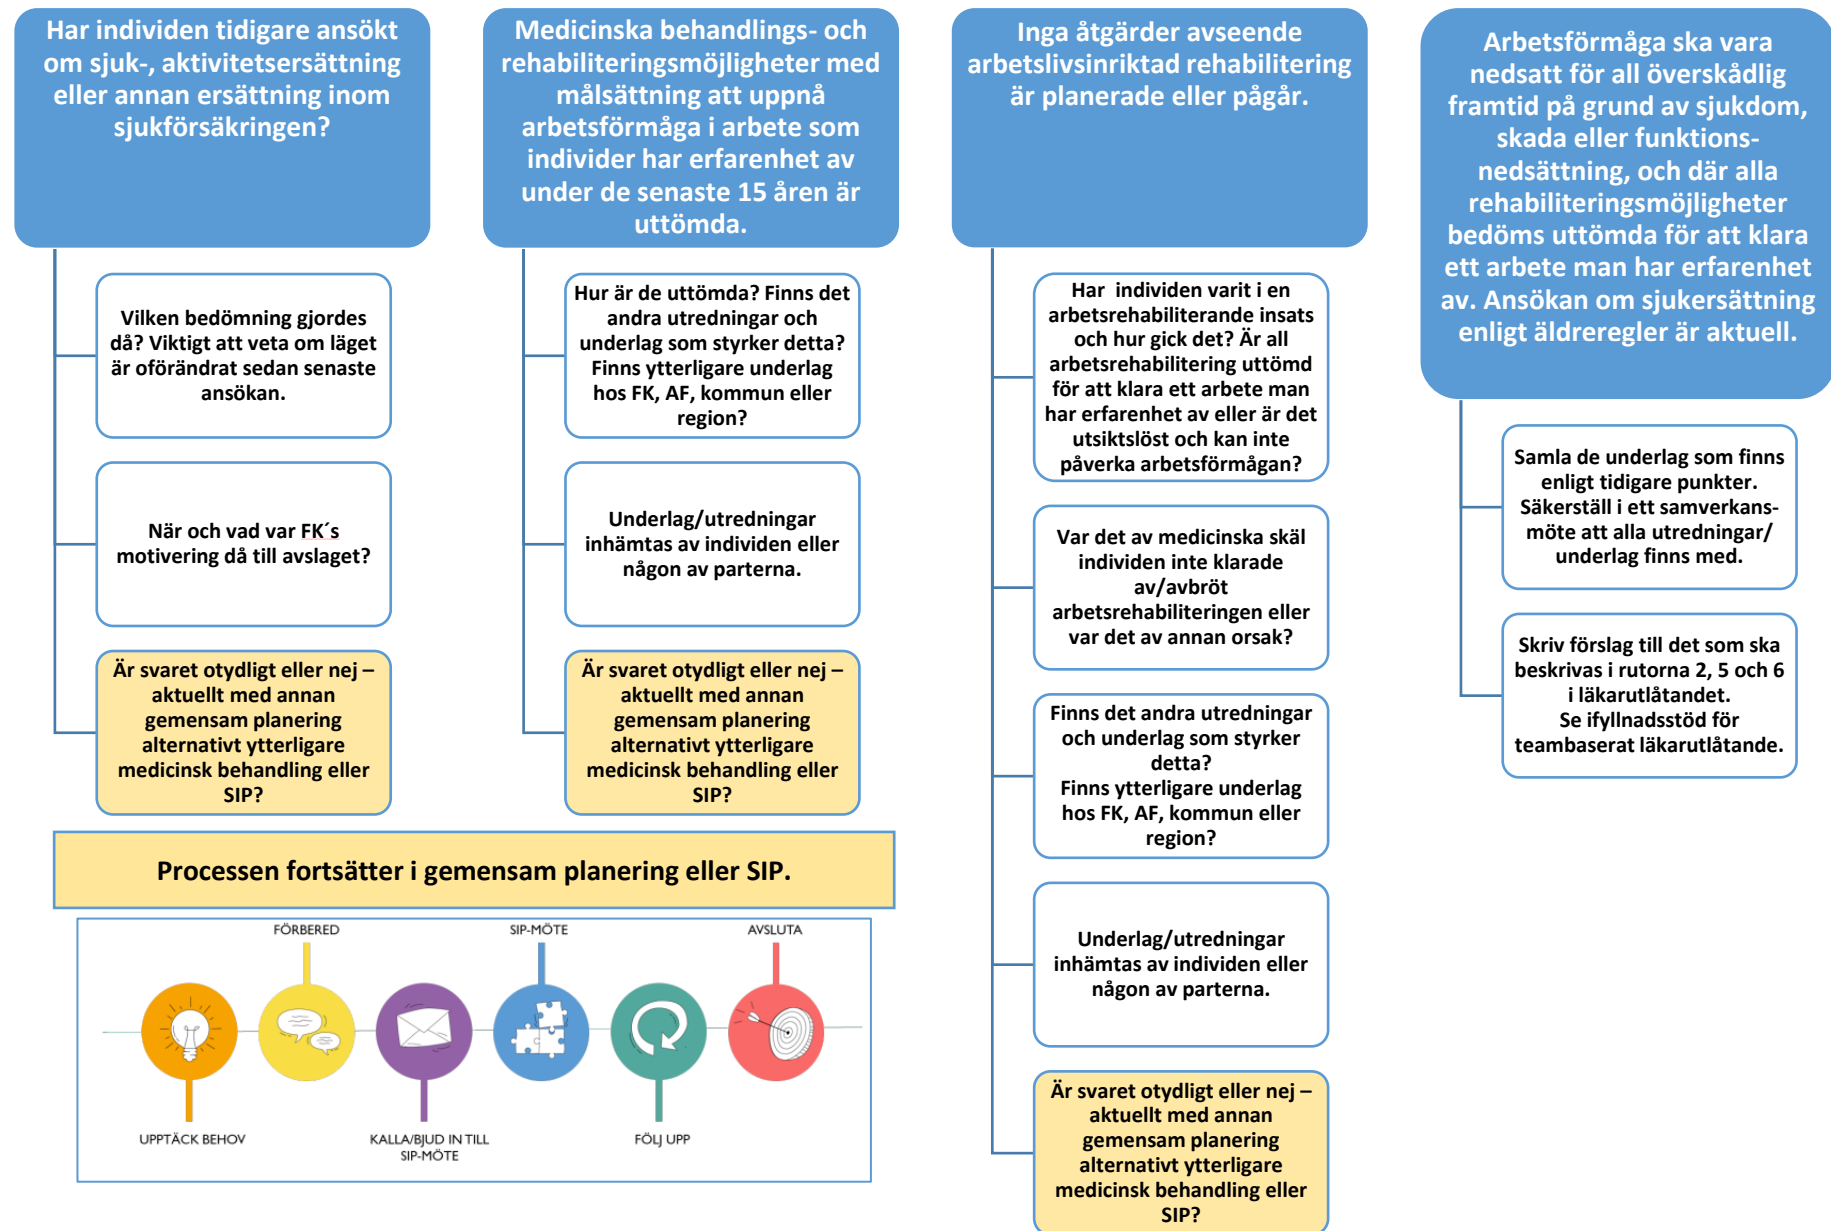 Har individen tidigare ansökt
om sjuk-, aktivitetsersättning
eller annan ersättning inom
sjukförsäkringen?
Vilken bedömning gjordes
då? Viktigt att veta om läget
är oförändrat sedan senaste
ansökan.
När och vad var FK´s
motivering då till avslaget?
Är svaret otydligt eller nej –
aktuellt med annan
gemensam planering
alternativt ytterligare
medicinsk behandling eller
SIP?
Medicinska behandlings- och
rehabiliteringsmöjligheter med
målsättning att uppnå
arbetsförmåga i arbete som
individer har erfarenhet av
under de senaste 15 åren är
uttömda.
Hur är de uttömda? Finns det
andra utredningar och
underlag som styrker detta?
Finns ytterligare underlag
hos FK, AF, kommun eller
region?
Underlag/utredningar
inhämtas av individen eller
någon av parterna.
Är svaret otydligt eller nej –
aktuellt med annan
gemensam planering
alternativt ytterligare
medicinsk behandling eller
SIP?
Processen fortsätter i gemensam planering eller SIP.
FÖRBERED
SIP-MÖTE
AVSLUTA
UPPTÄCK BEHOV
KALLA/BJUD IN TILL
SIP-MÖTE
FÖLJ UPP
Inga åtgärder avseende
arbetslivsinriktad rehabilitering
är planerade eller pågår.
Har individen varit i en
arbetsrehabiliterande insats
och hur gick det? Är all
arbetsrehabilitering uttömd
för att klara ett arbete man
har erfarenhet av eller är det
utsiktslöst och kan inte
påverka arbetsförmågan?
Var det av medicinska skäl
individen inte klarade
av/avbröt
arbetsrehabiliteringen eller
var det av annan orsak?
Finns det andra utredningar
och underlag som styrker
detta?
Finns ytterligare underlag
hos FK, AF, kommun eller
region?
Underlag/utredningar
inhämtas av individen eller
någon av parterna.
Är svaret otydligt eller nej –
aktuellt med annan
gemensam planering
alternativt ytterligare
medicinsk behandling eller
SIP?
Arbetsförmåga ska vara
nedsatt för all överskådlig
framtid på grund av sjukdom,
skada eller funktions-
nedsättning, och där alla
rehabiliteringsmöjligheter
bedöms uttömda för att klara
ett arbete man har erfarenhet
av. Ansökan om sjukersättning
enligt äldreregler är aktuell.
Samla de underlag som finns
enligt tidigare punkter.
Säkerställ i ett samverkans-
möte att alla utredningar/
underlag finns med.
Skriv förslag till det som ska
beskrivas i rutorna 2, 5 och 6
i läkarutlåtandet.
Se ifyllnadsstöd för
teambaserat läkarutlåtande.